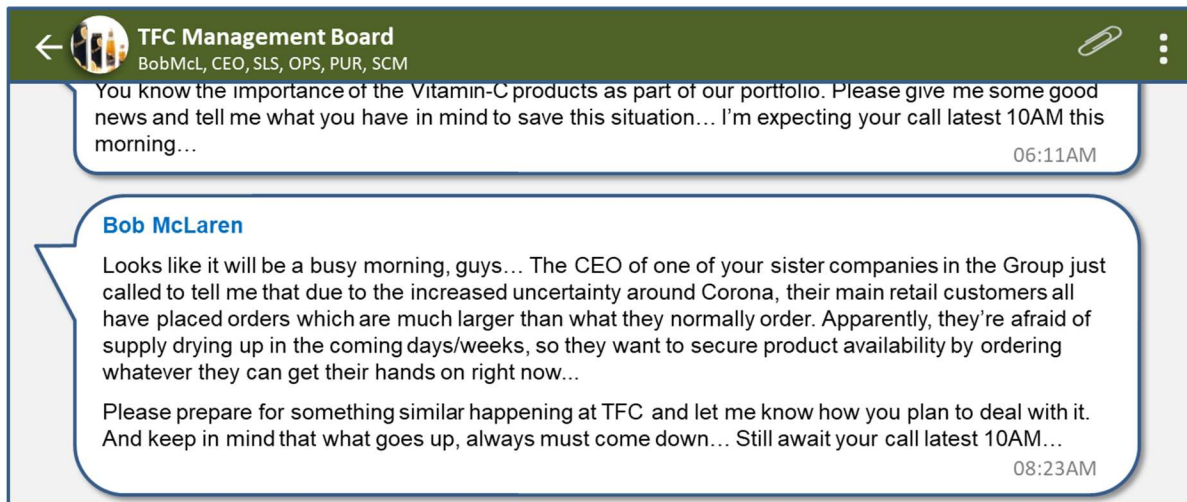 TFC Management Board
BobMcL, CEO, SLS, OPS, PUR, SCM
You know the importance of the Vitamin-C products as part of our portfolio. Please give me some good
news and tell me what you have in mind to save this situation… I'm expecting your call latest 10AM this
morning…
06:11AM
Bob McLaren
Looks like it will be a busy morning, guys… The CEO of one of your sister companies in the Group just
called to tell me that due to the increased uncertainty around Corona, their main retail customers all
have placed orders which are much larger than what they normally order. Apparently, they're afraid of
supply drying up in the coming days/weeks, so they want to secure product availability by ordering
whatever they can get their hands on right now...
Please prepare for something similar happening at TFC and let me know how you plan to deal with it.
And keep in mind that what goes up, always must come down… Still await your call latest 10AM…
08:23AM